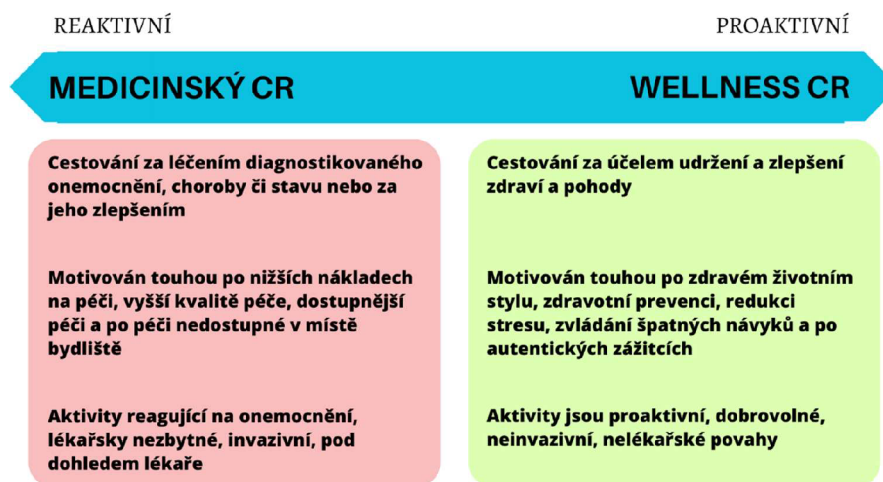 REAKTIVNÍ
PROAKTIVNÍ
MEDICINSKÝ CR
WELLNESS CR
Cestování za léčením diagnostikovaného
onemocnění, choroby či stavu nebo za
jeho zlepšením
Motivován touhou po nižších nákladech
na péči, vyšší kvalitě péče, dostupnější
péči a po péči nedostupné v místě
bydliště
Aktivity reagující na onemocnění,
lékařsky nezbytné, invazivní, pod
dohledem lékaře
Cestování za účelem udržení a zlepšení
zdraví a pohody
Motivován touhou po zdravém životním
stylu, zdravotní prevenci, redukci
stresu, zvládání špatných návyků a po
autentických zážitcích
Aktivity jsou proaktivní, dobrovolné,
neinvazivní, nelékařské povahy